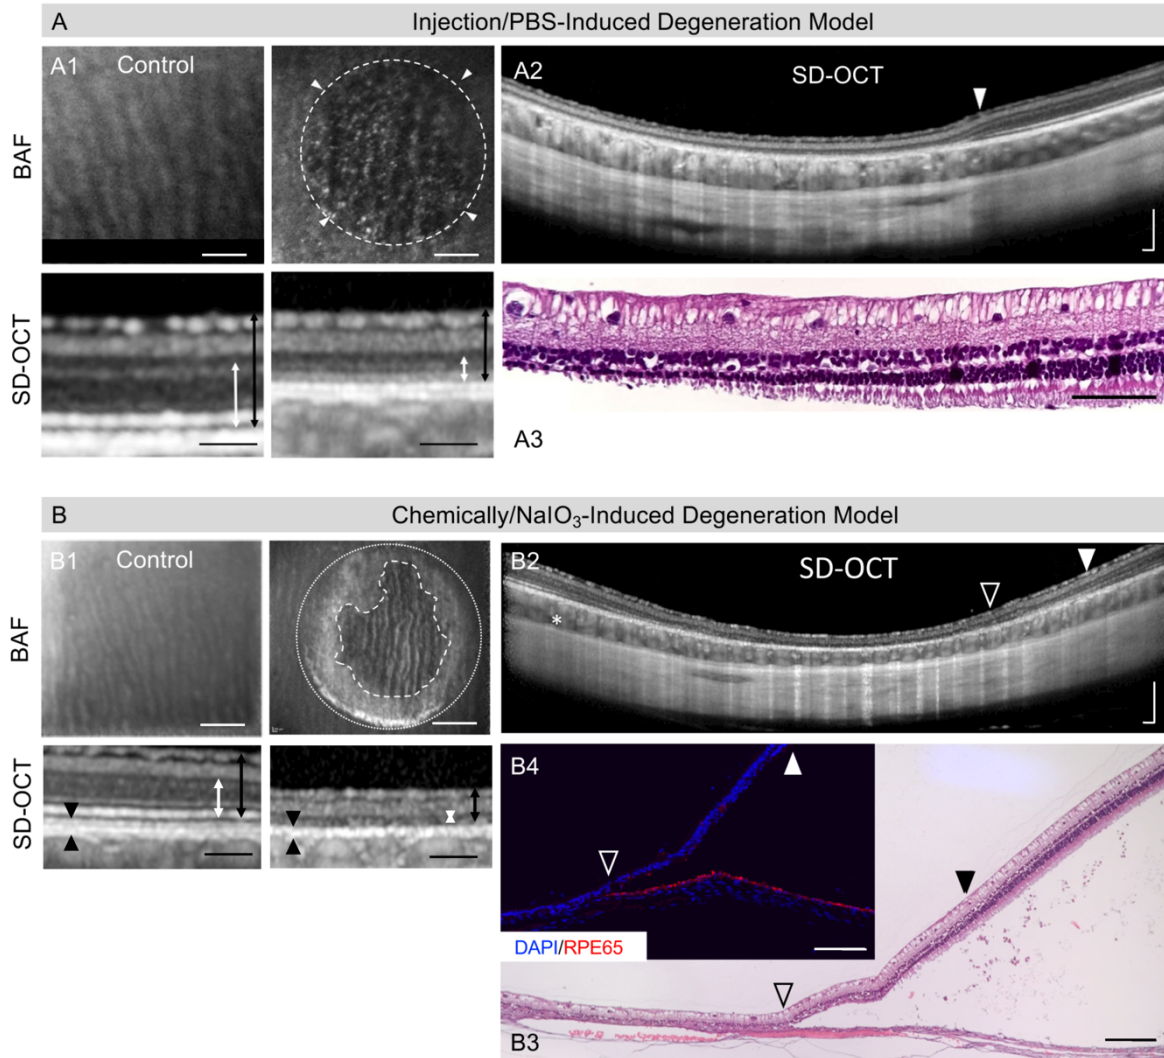 A Injection/PBS-Induced Degeneration Model
A1 Control
A2 SD-OCT
BAF
SD-OCT
A3
B Chemically/NaIO₃-Induced Degeneration Model
B1 Control
B2 SD-OCT
*
BAF
SD-OCT
B4
DAPI/RPE65
B3